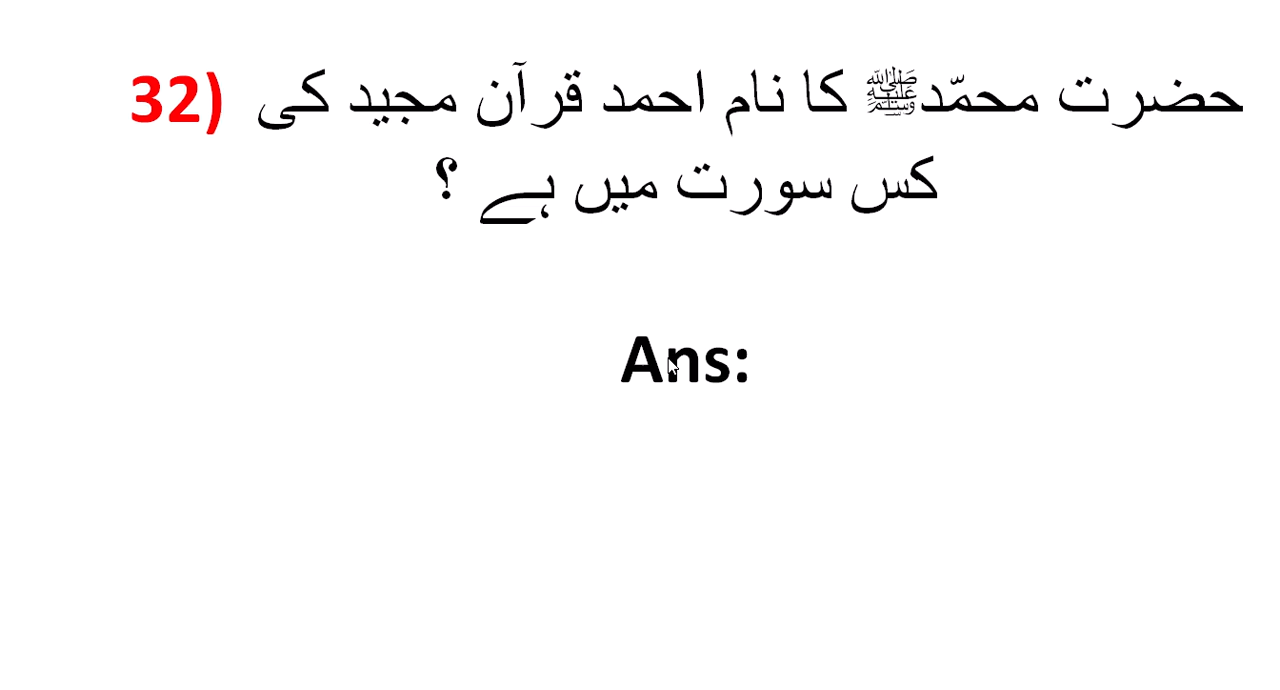 32) حضرت محمّدﷺ کا نام احمد قرآن مجید کی
کس سورت میں ہے ؟
Ans: